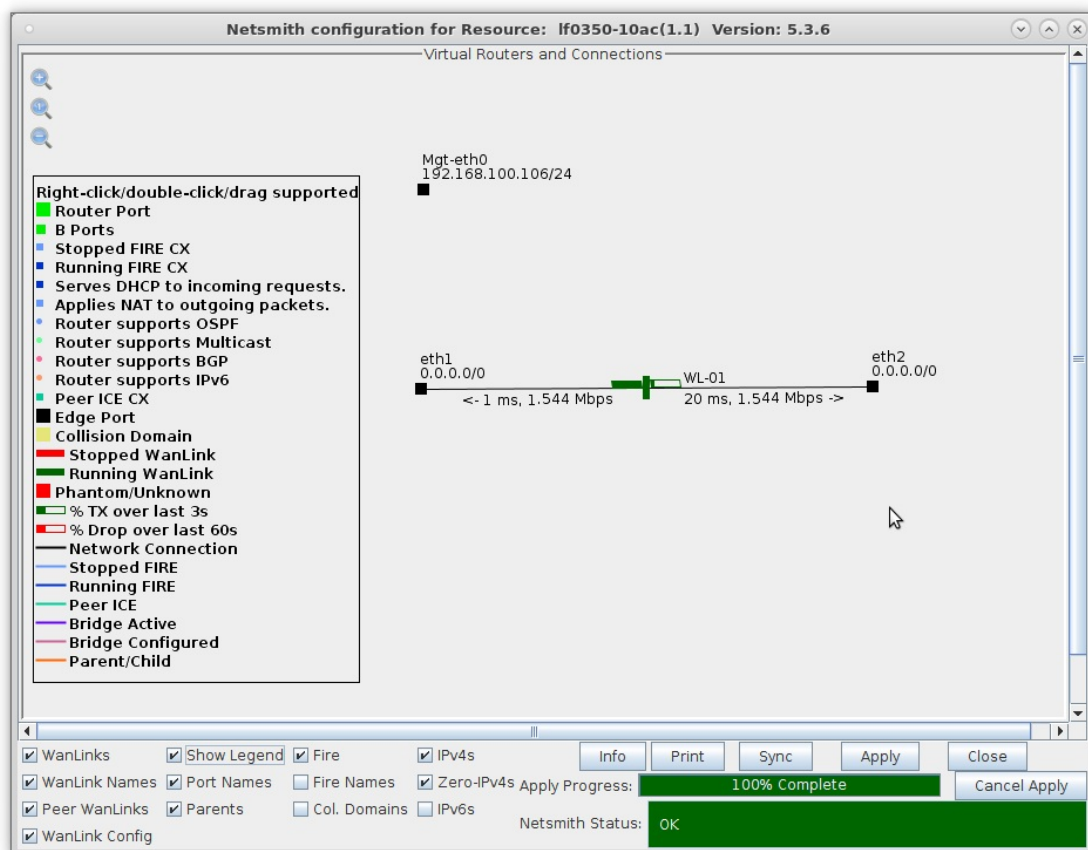 Netsmith configuration for Resource: lf0350-10ac(1.1) Version: 5.3.6
Virtual Routers and Connections
Mgt-eth0
192.168.100.106/24
Right-click/double-click/drag supported
Router Port
B Ports
Stopped FIRE CX
Running FIRE CX
Serves DHCP to incoming requests.
Applies NAT to outgoing packets.
Router supports OSPF
Router supports Multicast
Router supports BGP
Router supports IPv6
Peer ICE CX
Edge Port
Collision Domain
Stopped WanLink
Running WanLink
Phantom/Unknown
% TX over last 3s
% Drop over last 60s
Network Connection
Stopped FIRE
Running FIRE
Peer ICE
Bridge Active
Bridge Configured
Parent/Child
eth1
0.0.0.0/0
WL-01
eth2
0.0.0.0/0
<- 1 ms, 1.544 Mbps
20 ms, 1.544 Mbps ->
WanLinks Show Legend Fire IPv4s Info Print Sync Apply Close
WanLink Names Port Names Fire Names Zero-IPv4s Apply Progress: 100% Complete Cancel Apply
Peer WanLinks Parents Col. Domains IPv6s Netsmith Status: OK
WanLink Config